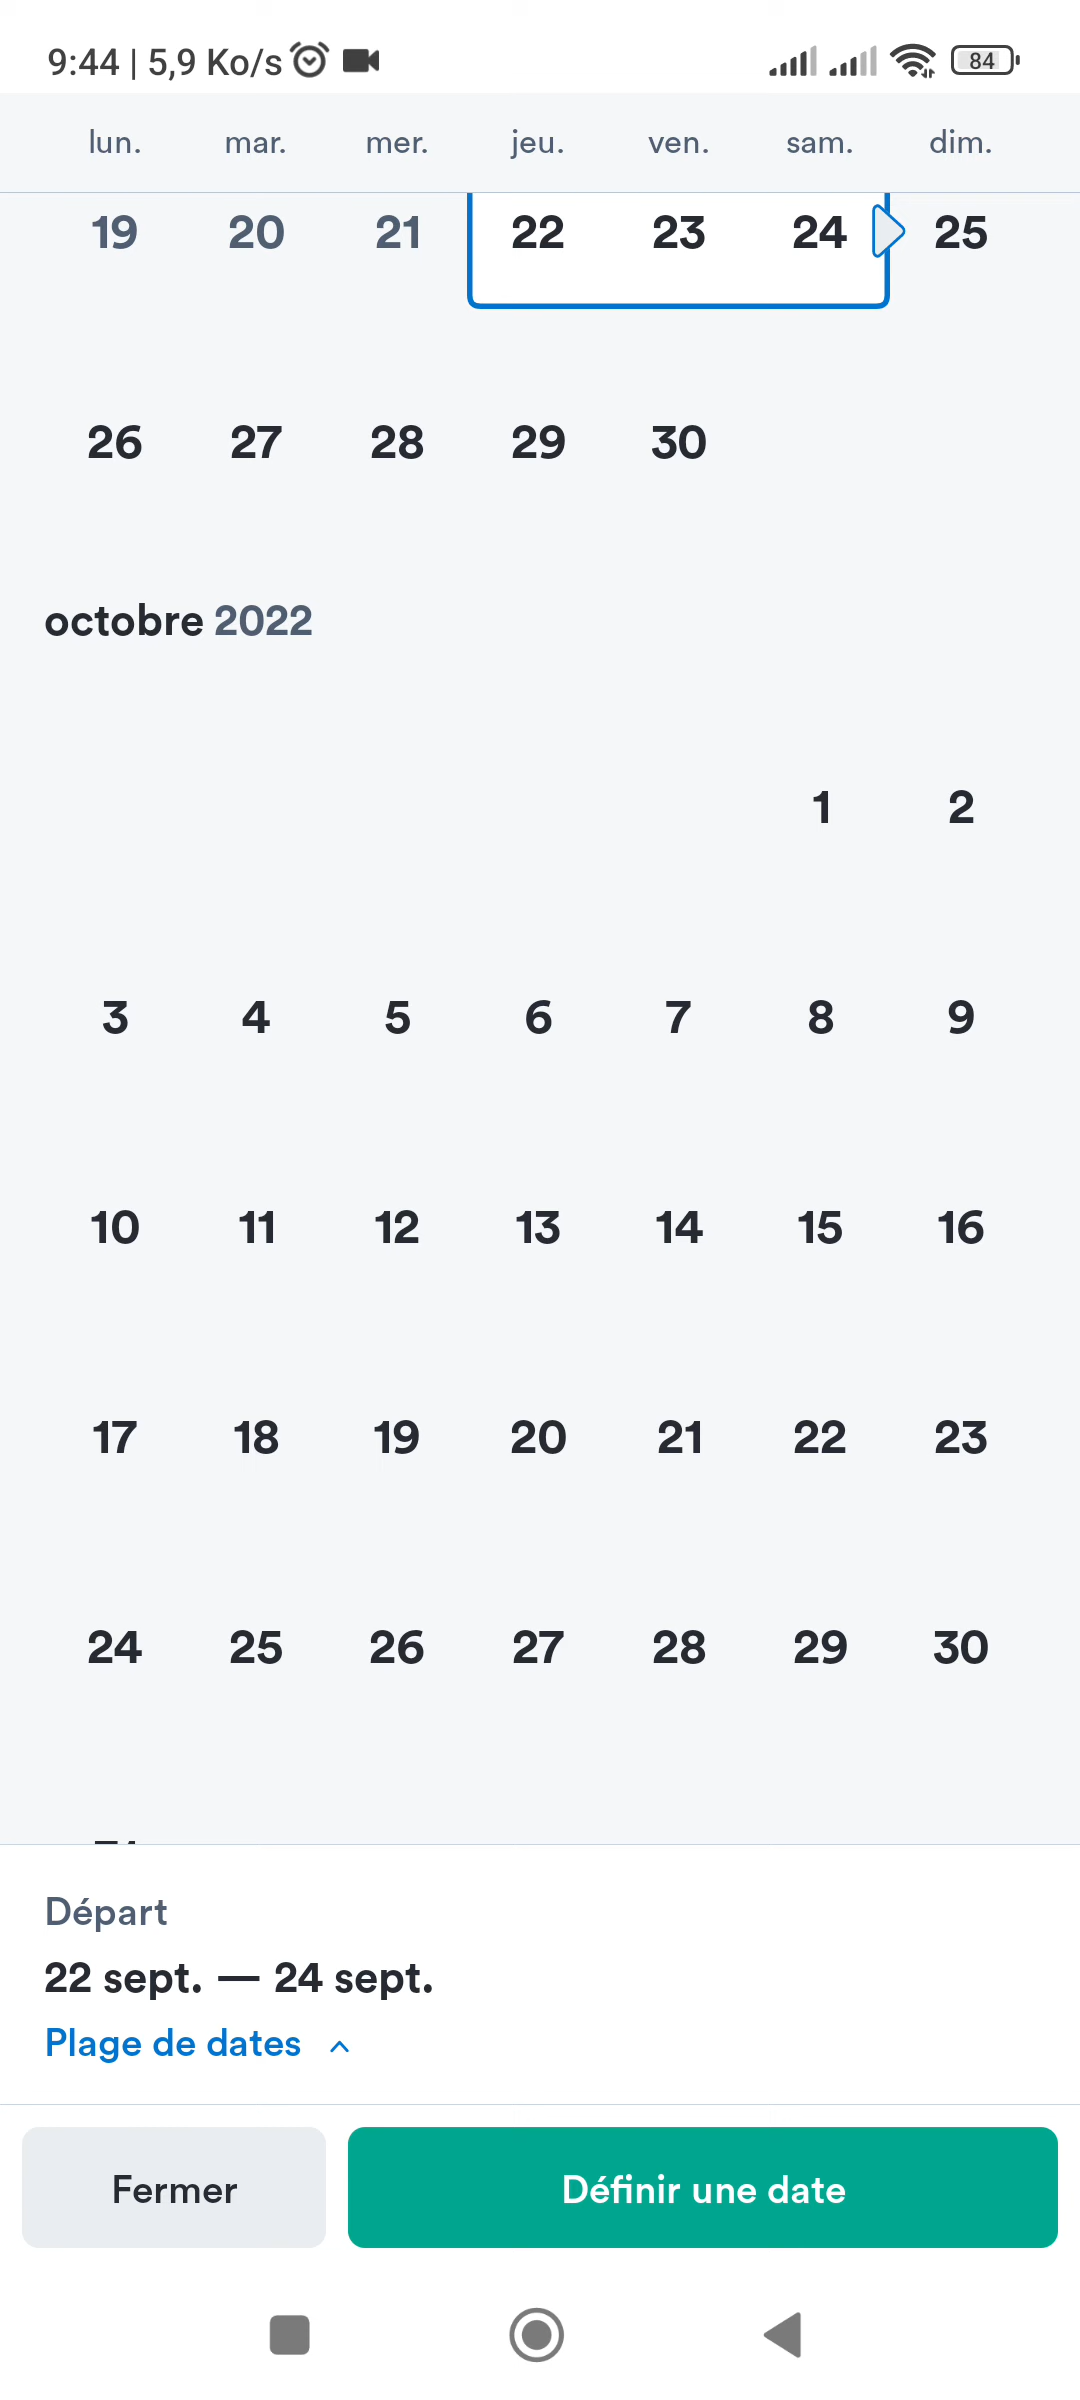 9:44 | 5,9 Ko/s 84
lun. mar. mer. jeu. ven. sam. dim.
19 20 21 22 23 24 25
26 27 28 29 30
octobre 2022
1 2
3 4 5 6 7 8 9
10 11 12 13 14 15 16
17 18 19 20 21 22 23
24 25 26 27 28 29 30
Départ
22 sept. — 24 sept.
Plage de dates
Fermer Définir une date